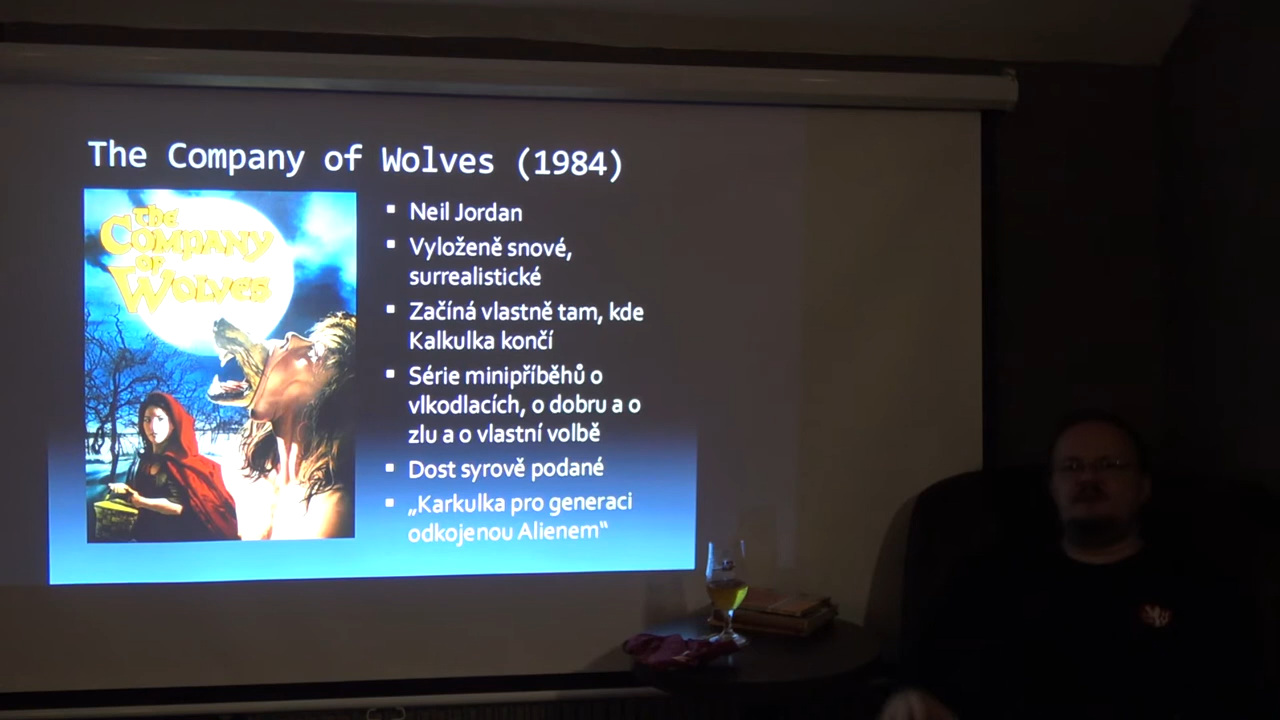 The Company of Wolves (1984)
the
Company
of
Wolves
Neil Jordan
Vyloženě snové,
surrealistické
Začíná vlastně tam, kde
Kalkulka končí
Série minipříběhů o
vlkodlacích, o dobru a o
zlu a o vlastní volbě
Dost syrově podané
„Karkulka pro generaci
odkojenou Alienem“